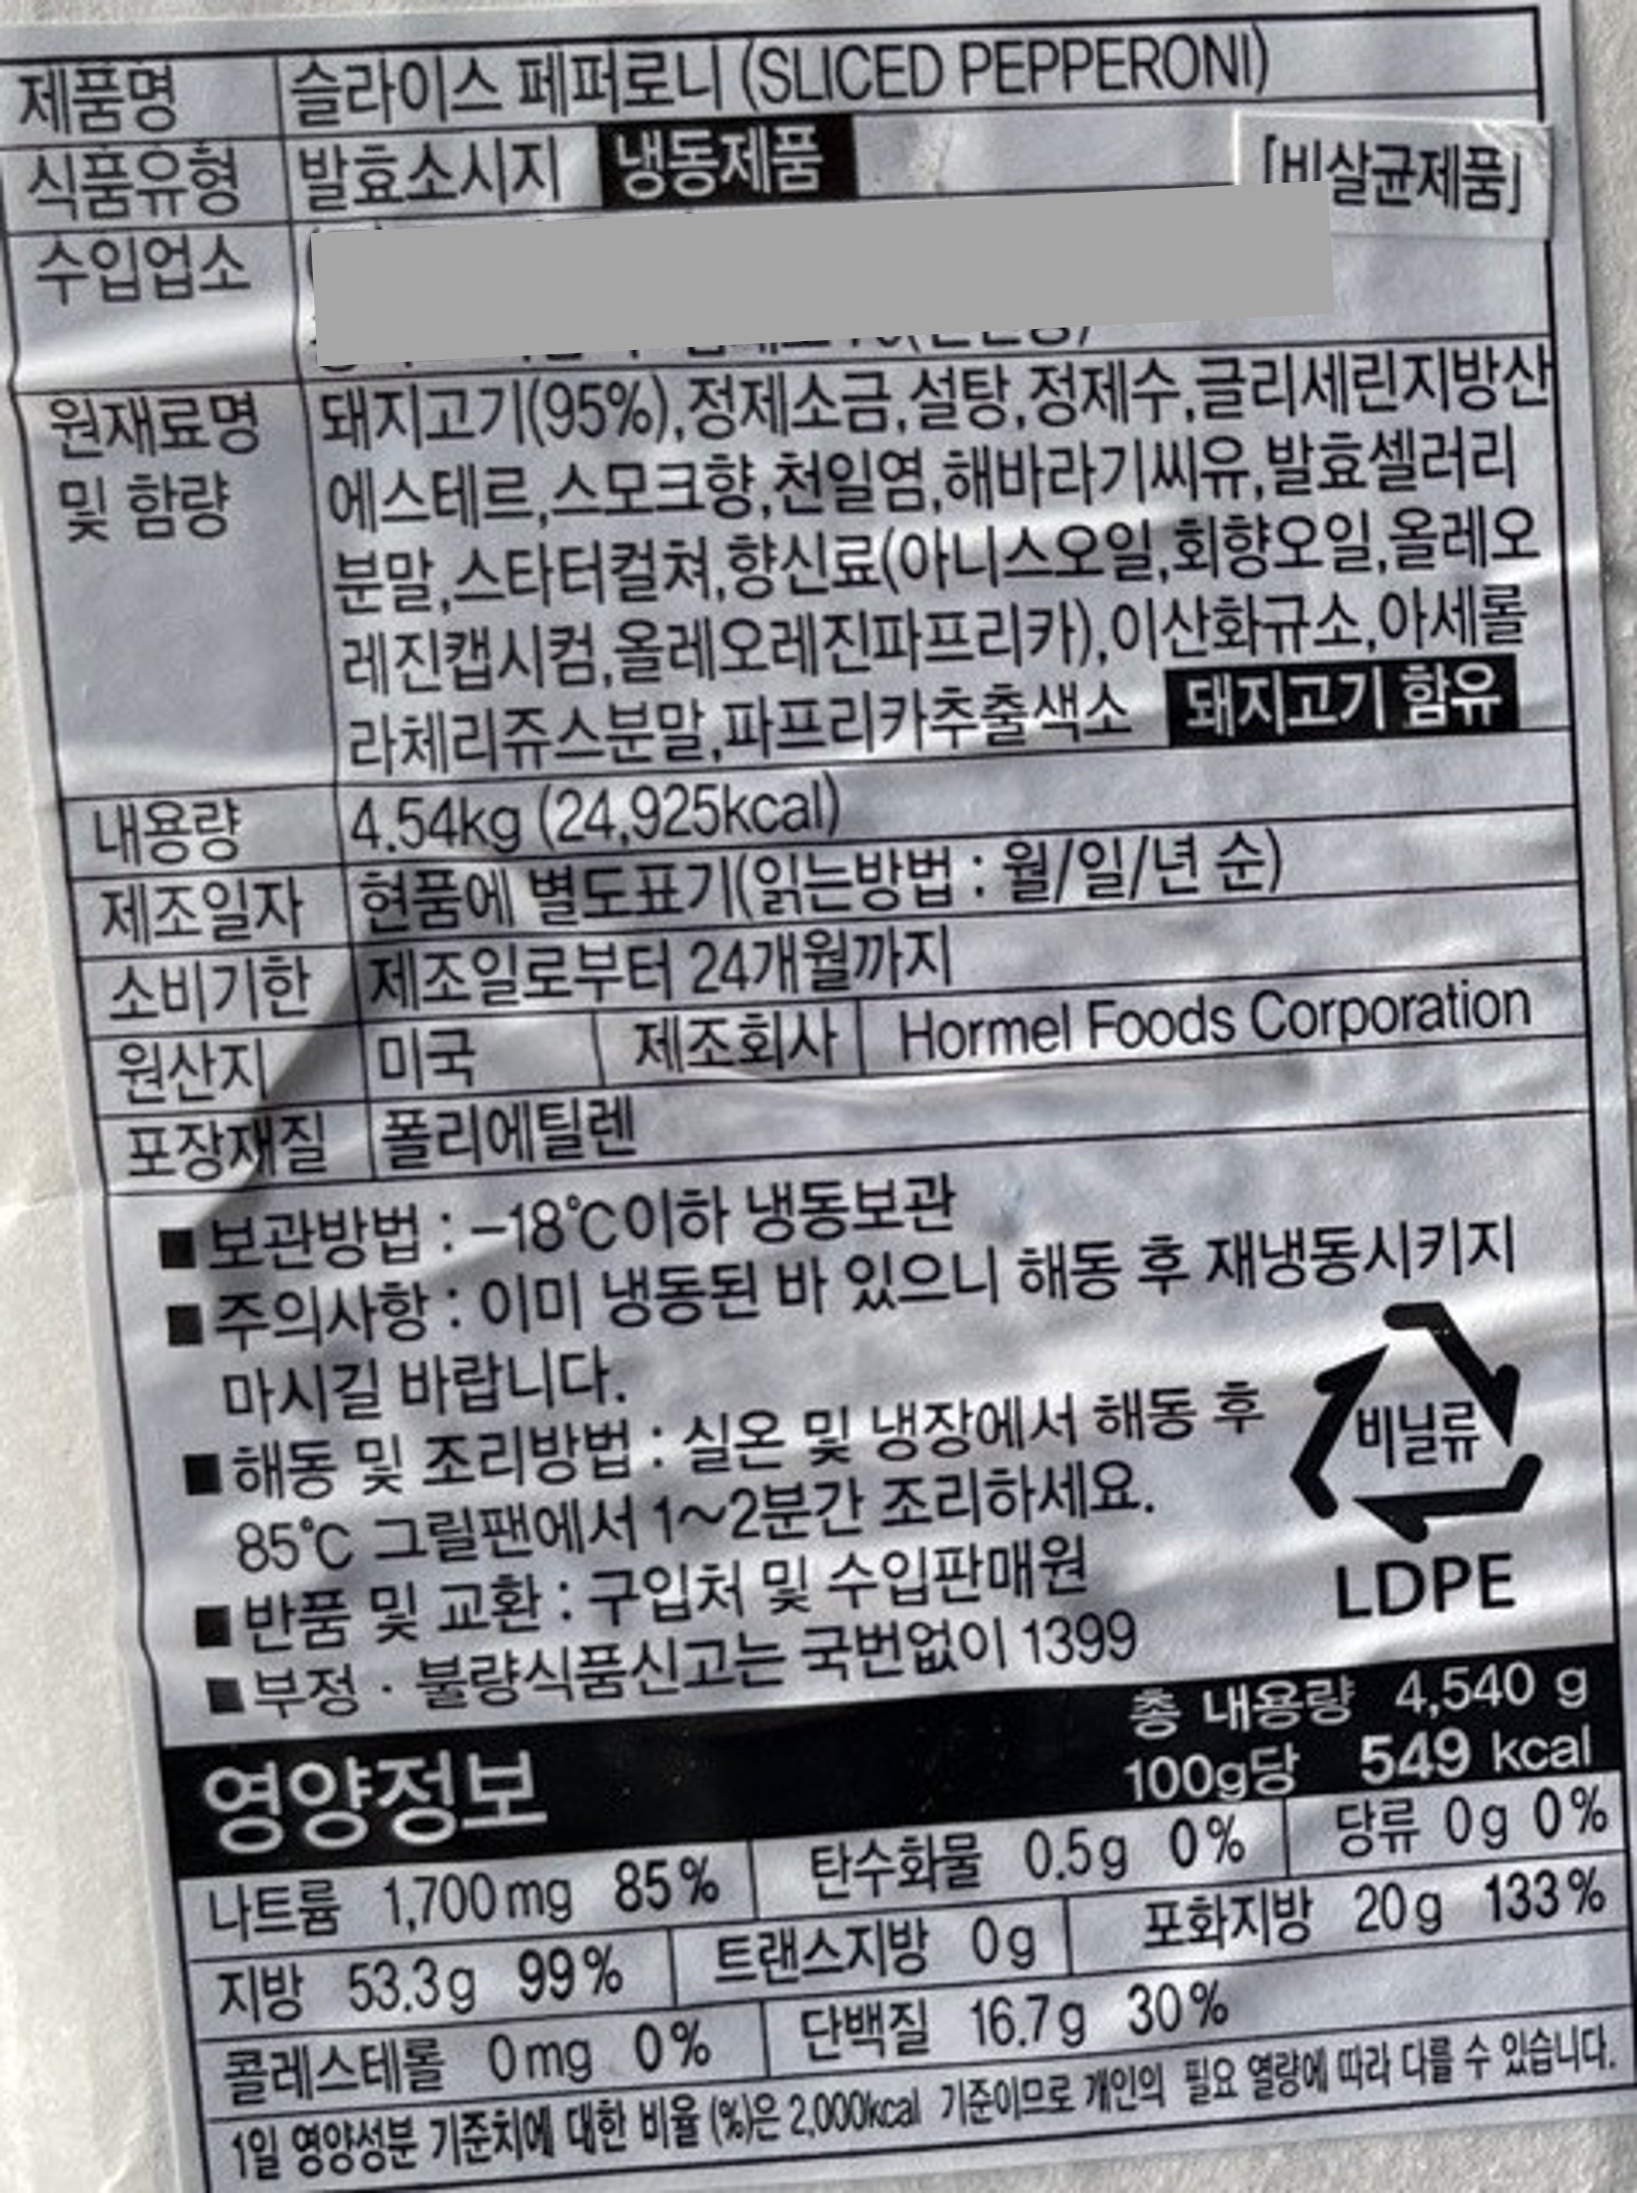 제품명 슬라이스 페퍼로니 (SLICED PEPPERONI)
식품유형 발효소시지 냉동제품 [비살균제품]
수입업소
원재료명 돼지고기(95%),정제소금,설탕,정제수,글리세린지방산
및 함량 에스테르,스모크향,천일염,해바라기씨유,발효셀러리
분말,스타터컬쳐,향신료(아니스오일,회향오일,올레오
레진캡시컴,올레오레진파프리카),이산화규소,아세롤
라체리쥬스분말,파프리카추출색소 돼지고기 함유
내용량 4.54kg (24,925kcal)
제조일자 현품에 별도표기(읽는방법 : 월/일/년 순)
소비기한 제조일로부터 24개월까지
원산지 미국 제조회사 Hormel Foods Corporation
포장재질 폴리에틸렌
■ 보관방법 : –18℃이하 냉동보관
■ 주의사항 : 이미 냉동된 바 있으니 해동 후 재냉동시키지
마시길 바랍니다.
■ 해동 및 조리방법 : 실온 및 냉장에서 해동 후
85℃ 그릴팬에서 1~2분간 조리하세요.
비닐류
LDPE
■ 반품 및 교환 : 구입처 및 수입판매원
■ 부정 · 불량식품신고는 국번없이 1399
영양정보
총 내용량 4,540 g
100g당 549 kcal
나트륨 1,700mg 85% 탄수화물 0.5g 0% 당류 0g 0%
지방 53.3g 99% 트랜스지방 0g 포화지방 20g 133%
콜레스테롤 0mg 0% 단백질 16.7g 30%
1일 영양성분 기준치에 대한 비율 (%)은 2,000kcal 기준이므로 개인의 필요 열량에 따라 다를 수 있습니다.